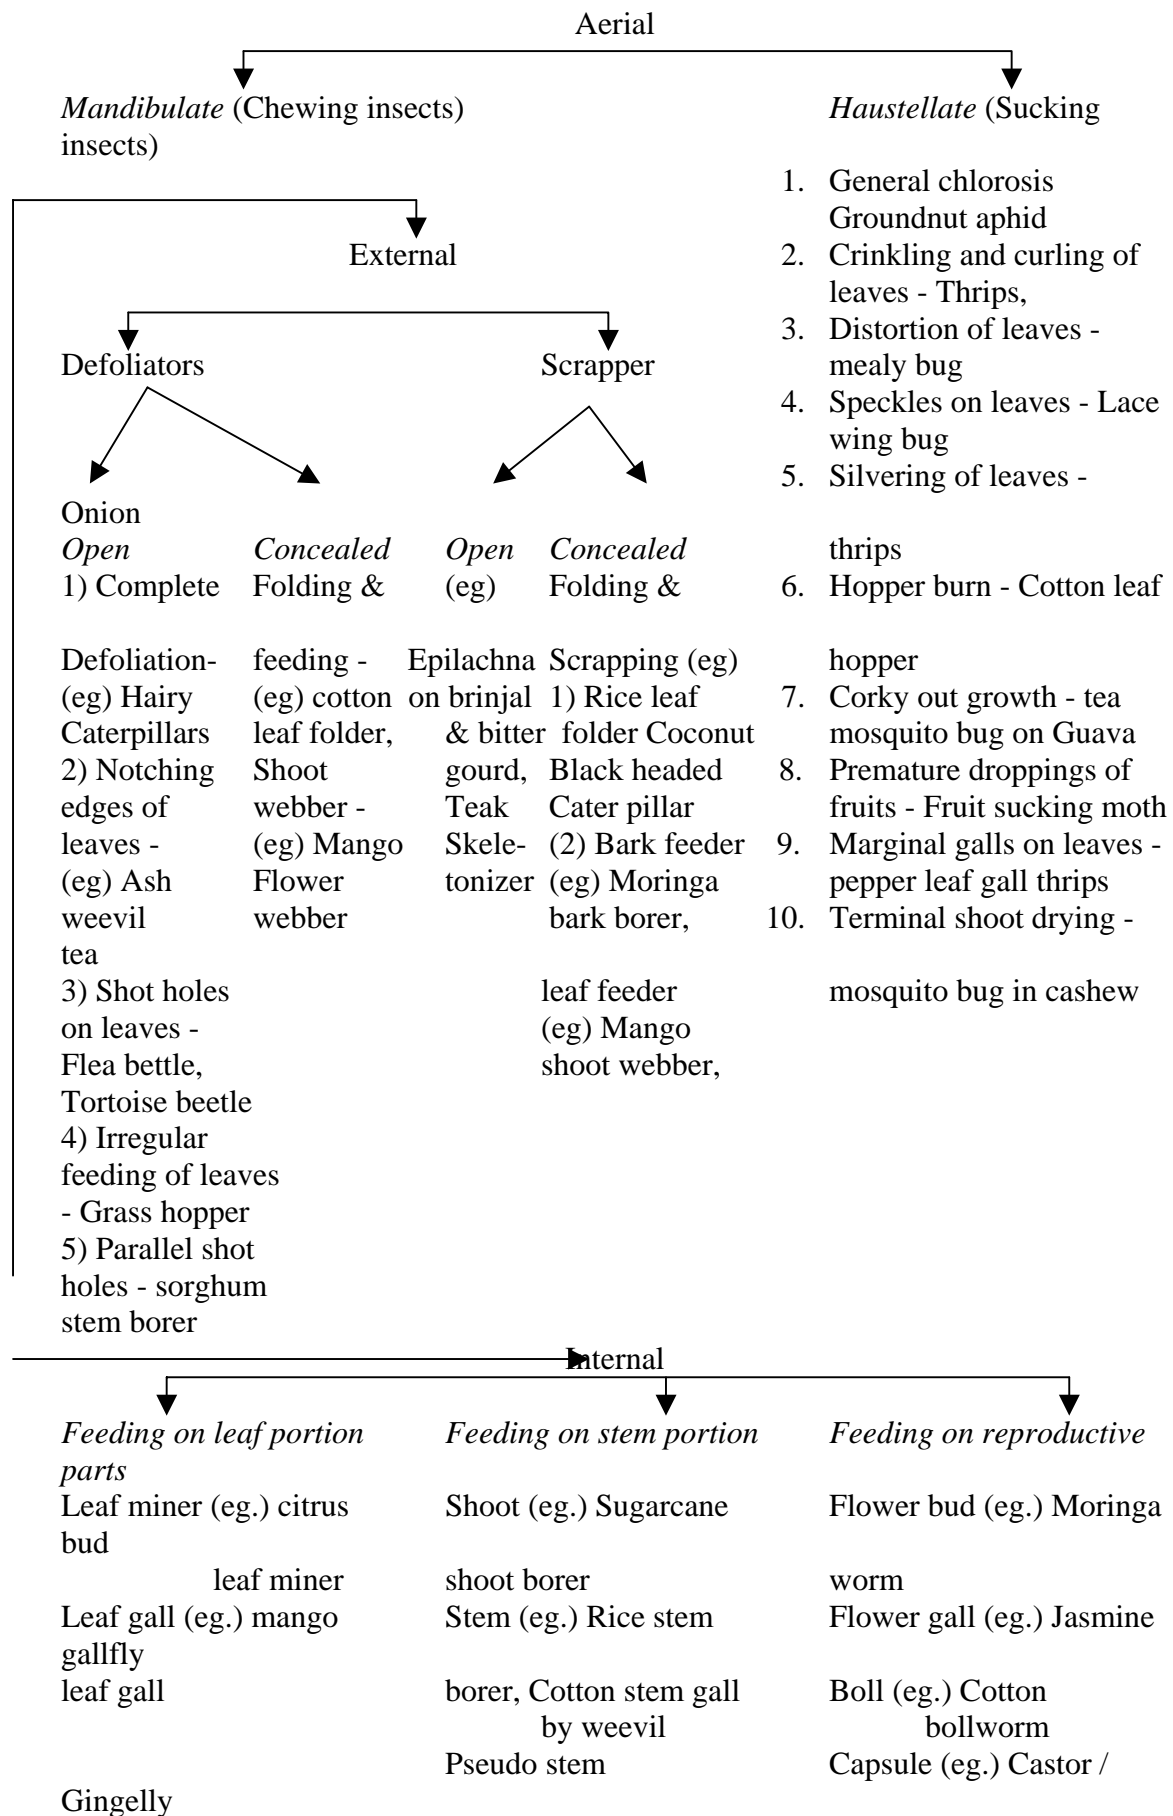 Aerial
Mandibulate (Chewing insects) Haustellate (Sucking
insects)
1. General chlorosis
Groundnut aphid
External 2. Crinkling and curling of
leaves - Thrips,
3. Distortion of leaves -
Defoliators Scrapper mealy bug
4. Speckles on leaves - Lace
wing bug
5. Silvering of leaves -
Onion
Open Concealed Open Concealed thrips
1) Complete Folding & (eg) Folding & 6. Hopper burn - Cotton leaf
Defoliation- feeding - Epilachna Scrapping (eg) hopper
(eg) Hairy (eg) cotton on brinjal 1) Rice leaf 7. Corky out growth - tea
Caterpillars leaf folder, & bitter folder Coconut mosquito bug on Guava
2) Notching Shoot gourd, Black headed 8. Premature droppings of
edges of webber - Teak Cater pillar fruits - Fruit sucking moth
leaves - (eg) Mango Skele- (2) Bark feeder 9. Marginal galls on leaves -
(eg) Ash Flower tonizer (eg) Moringa pepper leaf gall thrips
weevil webber bark borer, 10. Terminal shoot drying -
tea
3) Shot holes leaf feeder mosquito bug in cashew
on leaves - (eg) Mango
Flea bettle, shoot webber,
Tortoise beetle
4) Irregular
feeding of leaves
- Grass hopper
5) Parallel shot
holes - sorghum
stem borer
Internal
Feeding on leaf portion Feeding on stem portion Feeding on reproductive
parts
Leaf miner (eg.) citrus Shoot (eg.) Sugarcane Flower bud (eg.) Moringa
bud
leaf miner shoot borer worm
Leaf gall (eg.) mango Stem (eg.) Rice stem Flower gall (eg.) Jasmine
gallfly
leaf gall borer, Cotton stem gall Boll (eg.) Cotton
by weevil bollworm
Pseudo stem Capsule (eg.) Castor /
Gingelly